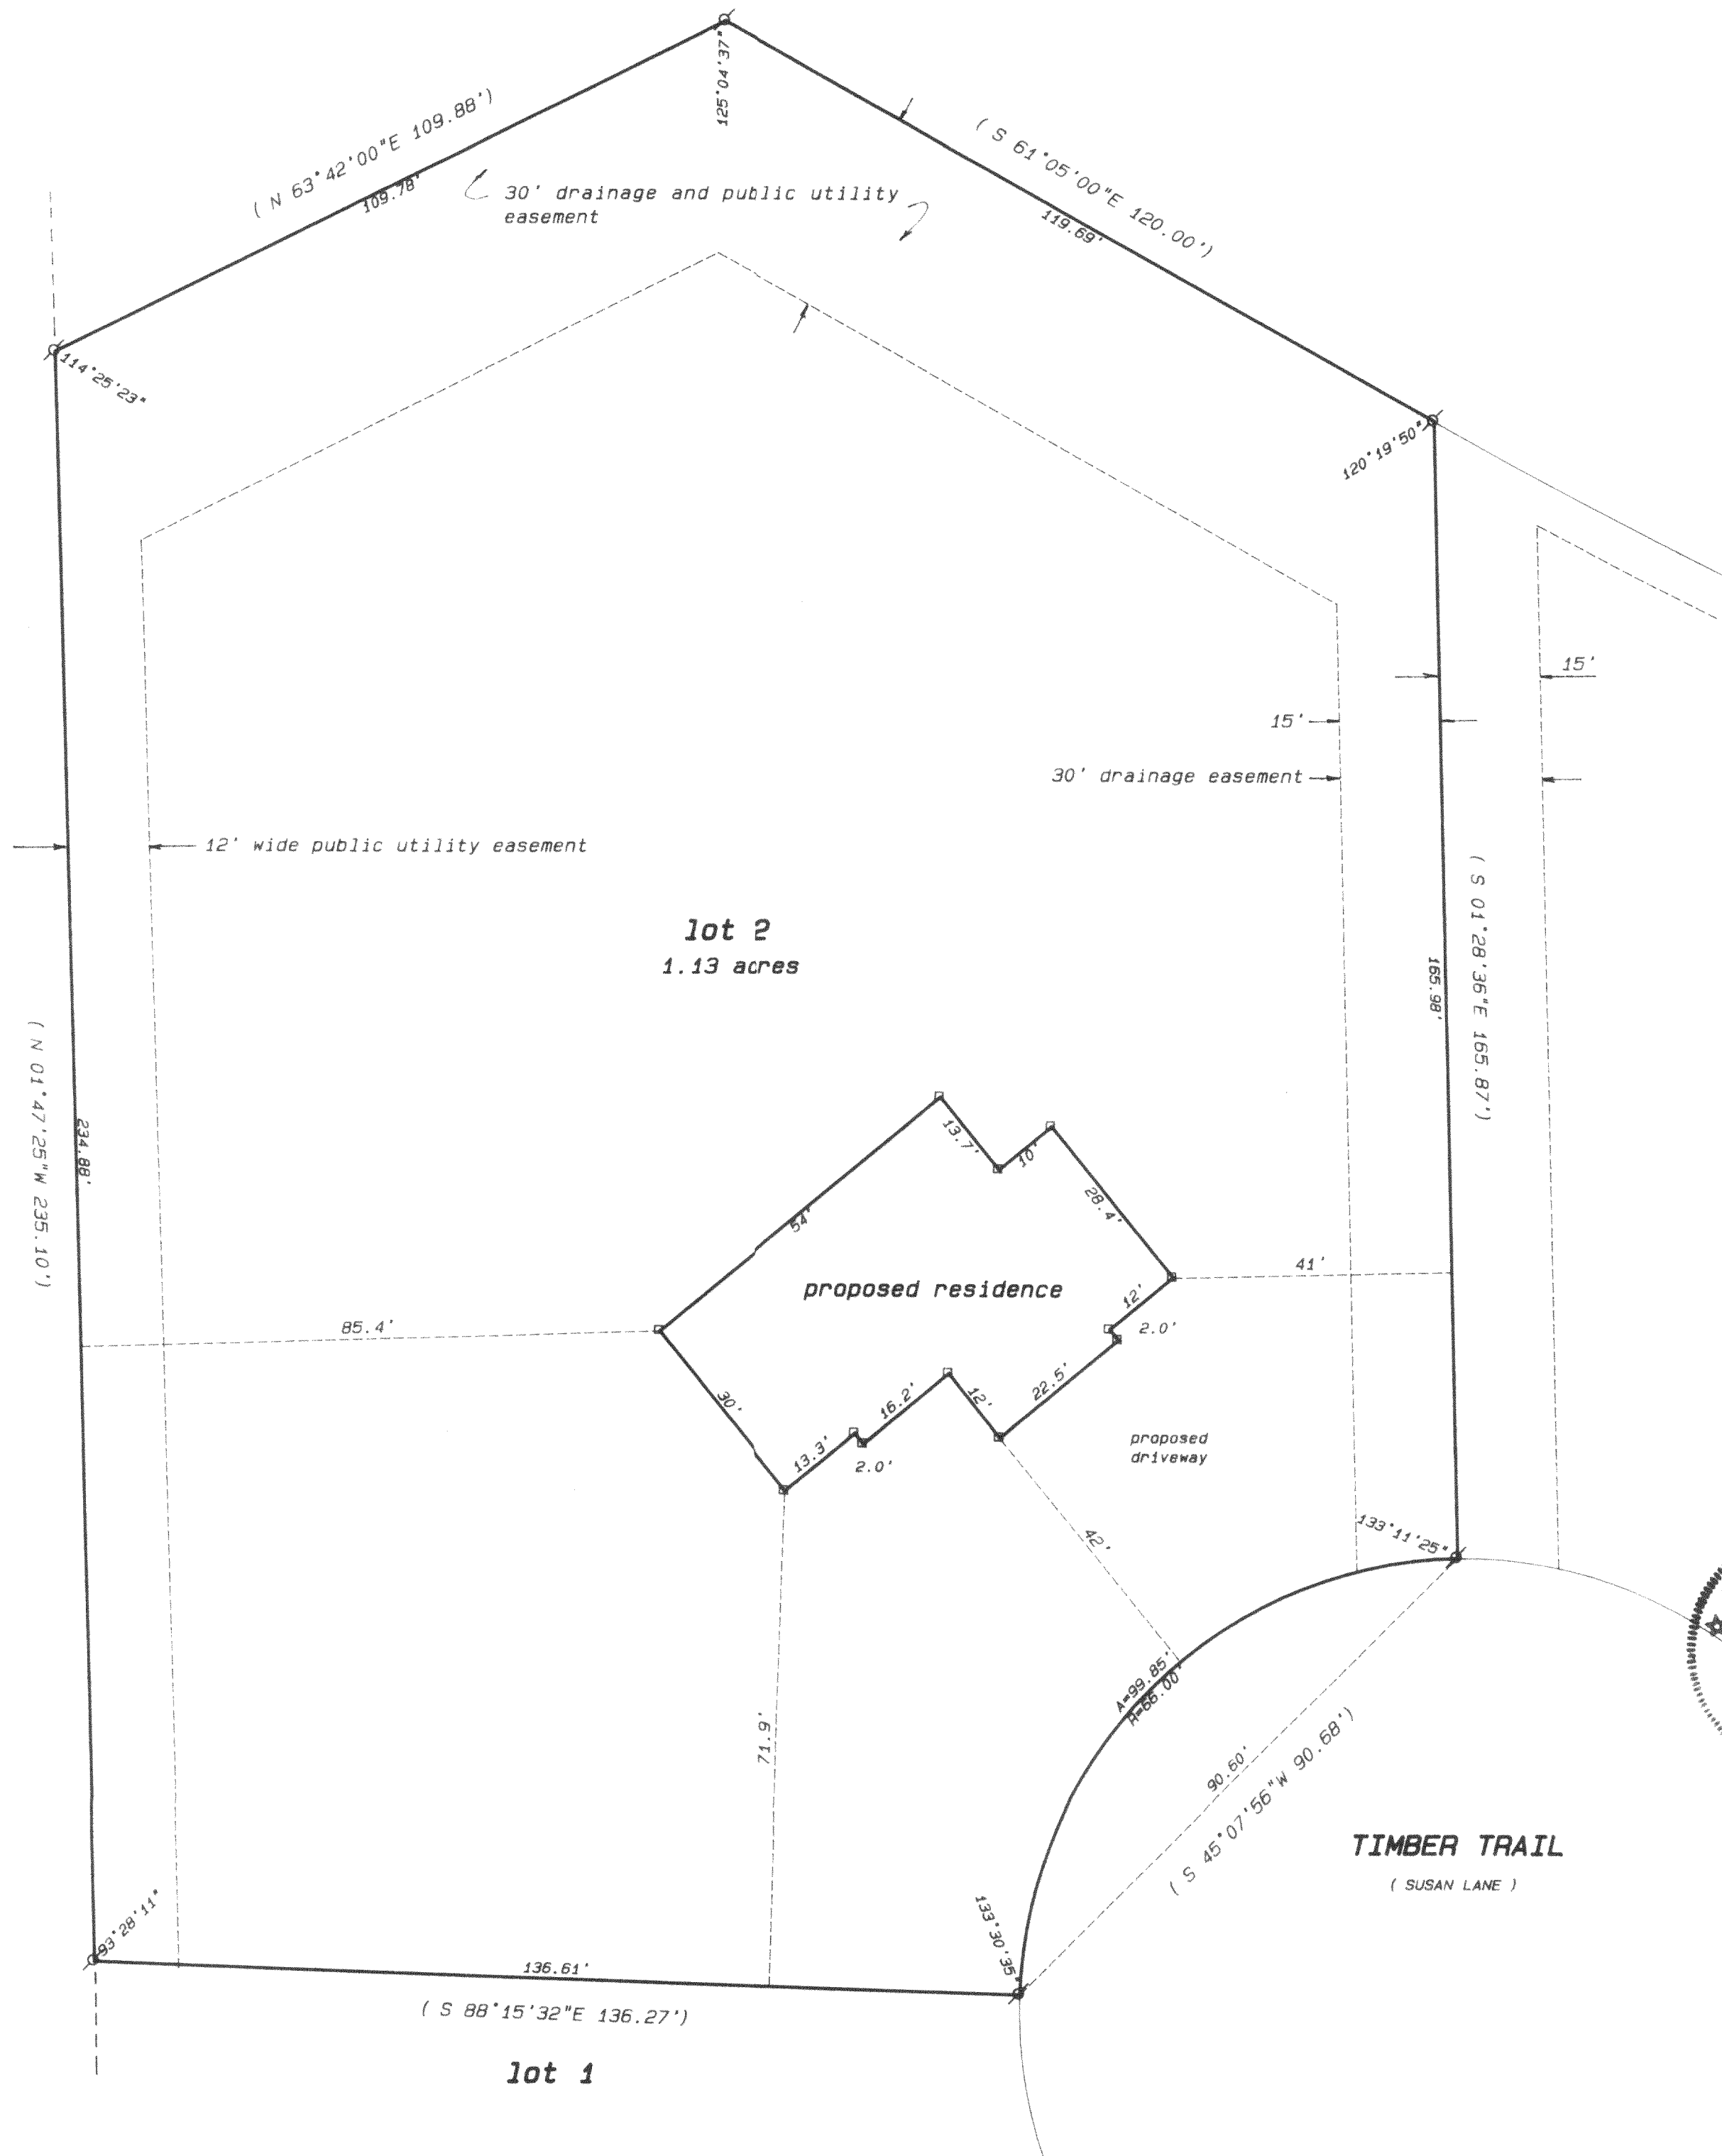 125°04'37"
( N 63°42'00"E 109.88')
109.78'
( S 61°05'00"E 120.00')
119.69'
30' drainage and public utility
easement
114°25'23"
120°19'50"
15'
15'
30' drainage easement
12' wide public utility easement
lot 2
1.13 acres
( S 01°28'36"E 165.87')
165.98'
( N 01°47'25"W 235.10')
234.88'
13.7'
10'
28.4'
54'
proposed residence
41'
12'
2.0'
85.4'
30'
22.5'
12'
16.2'
13.3'
2.0'
proposed
driveway
42'
133°11'25"
A=99.85'
R=66.00'
71.9'
90.60'
( S 45°07'56"W 90.68')
TIMBER TRAIL
( SUSAN LANE )
93°28'11"
133°30'35"
136.61'
( S 88°15'32"E 136.27')
lot 1